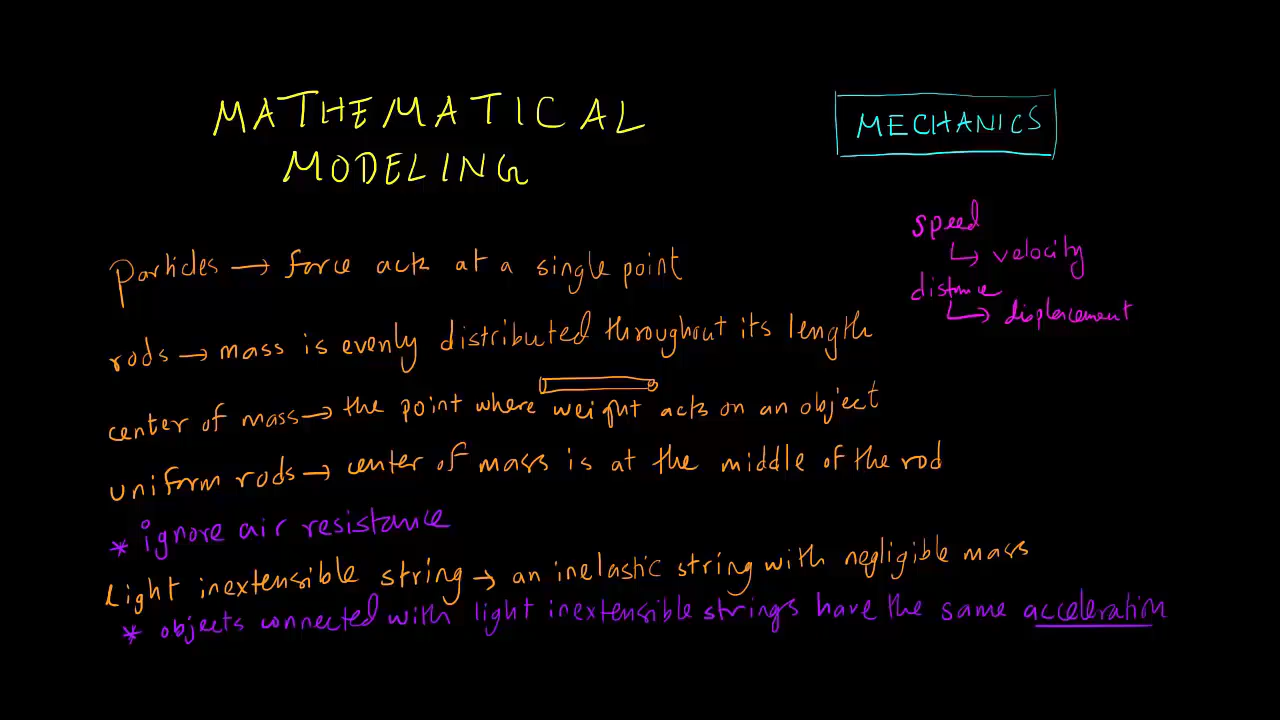 MATHEMATICAL
MODELING
MECHANICS
speed
↳ velocity
distance
↳ displacement
particles → force acts at a single point
rods → mass is evenly distributed throughout its length
center of mass → the point where weight acts on an object
uniform rods → center of mass is at the middle of the rod
* ignore air resistance
Light inextensible string → an inelastic string with negligible mass
* objects connected with light inextensible strings have the same acceleration